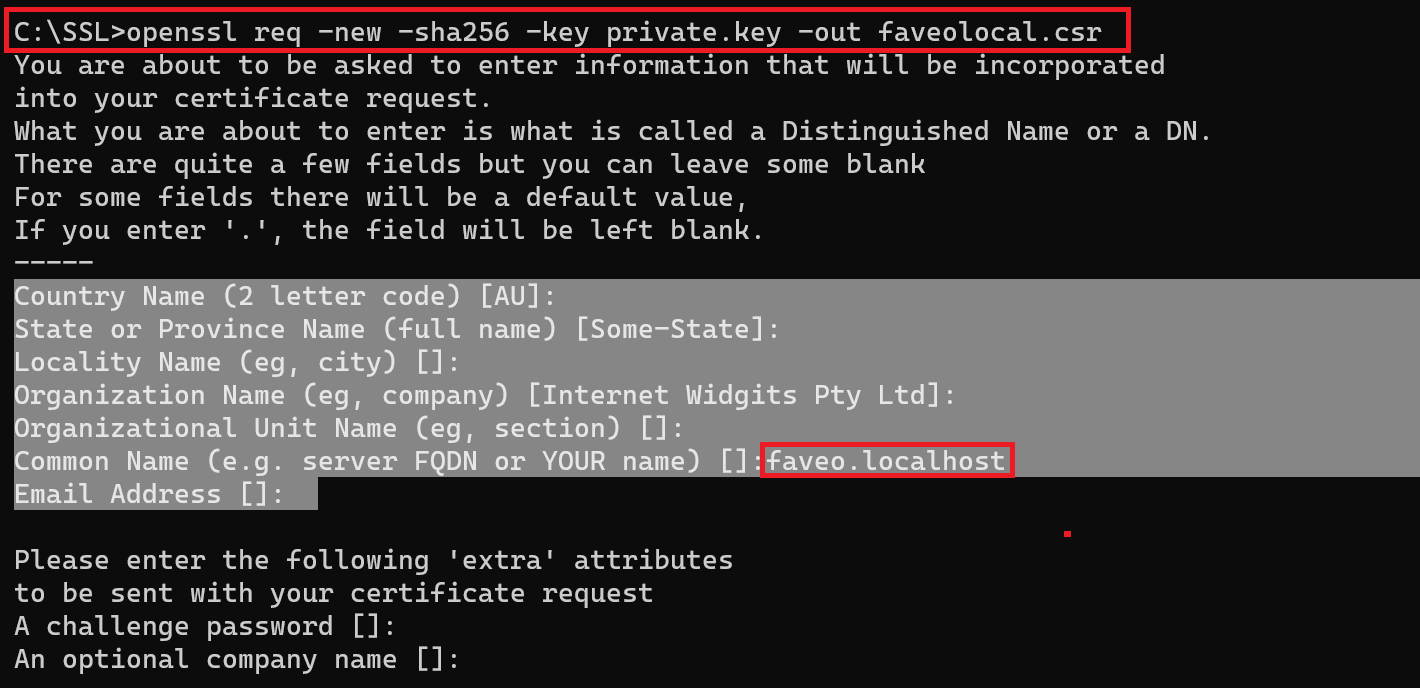 C:\SSL>openssl req -new -sha256 -key private.key -out faveolocal.csr
You are about to be asked to enter information that will be incorporated
into your certificate request.
What you are about to enter is what is called a Distinguished Name or a DN.
There are quite a few fields but you can leave some blank
For some fields there will be a default value,
If you enter '.', the field will be left blank.
-----
Country Name (2 letter code) [AU]:
State or Province Name (full name) [Some-State]:
Locality Name (eg, city) []:
Organization Name (eg, company) [Internet Widgits Pty Ltd]:
Organizational Unit Name (eg, section) []:
Common Name (e.g. server FQDN or YOUR name) []:faveo.localhost
Email Address []:
Please enter the following 'extra' attributes
to be sent with your certificate request
A challenge password []:
An optional company name []: